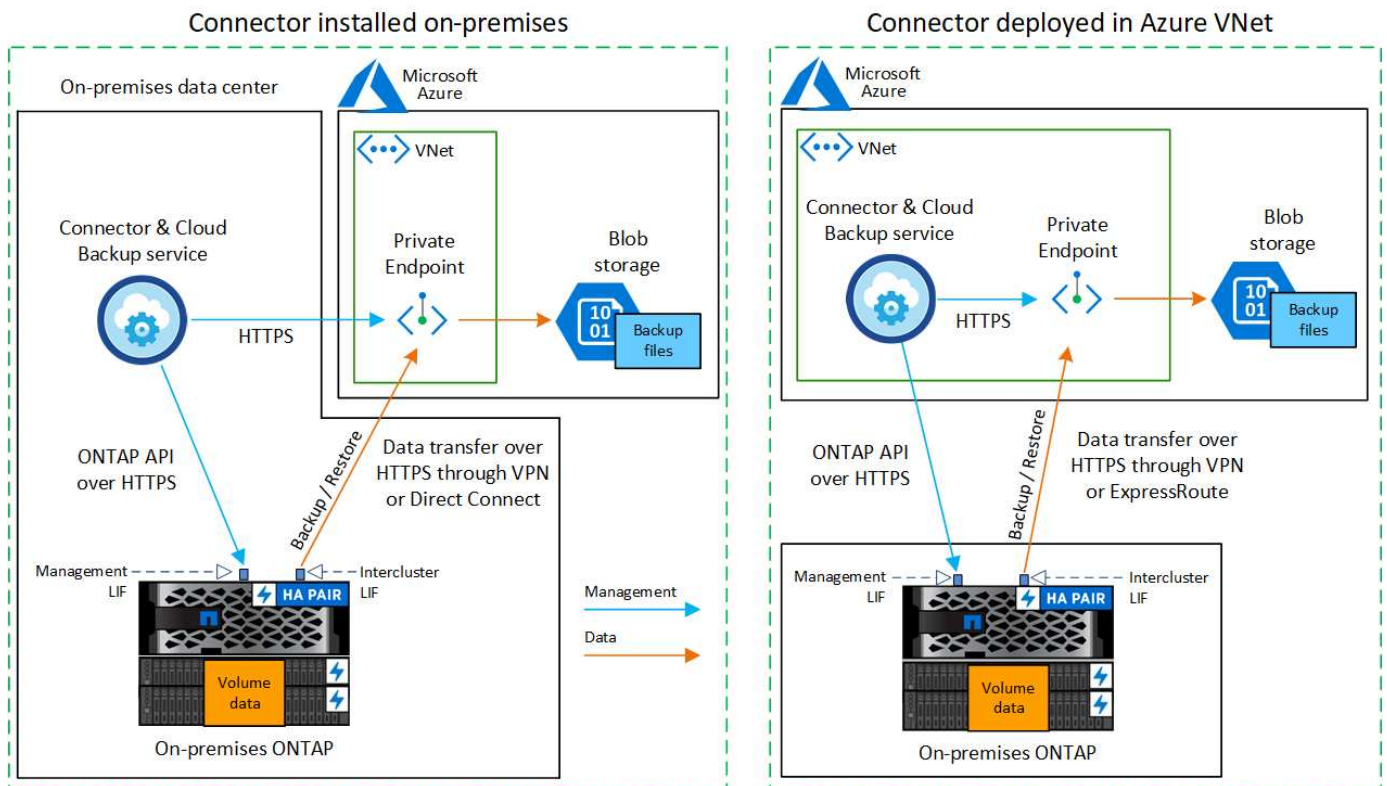 Connector installed on-premises
On-premises data center
Microsoft
Azure
VNet
Connector & Cloud
Backup service
Private
Endpoint
Blob
storage
10
01
Backup
files
HTTPS
ONTAP API
over HTTPS
Backup / Restore
Data transfer over
HTTPS through VPN
or Direct Connect
Management
LIF
Intercluster
LIF
HA PAIR
Volume
data
On-premises ONTAP
Management
Data
Connector deployed in Azure VNet
Microsoft
Azure
VNet
Connector & Cloud
Backup service
Private
Endpoint
Blob
storage
10
01
Backup
files
HTTPS
ONTAP API
over HTTPS
Backup / Restore
Data transfer over
HTTPS through VPN
or ExpressRoute
Management
LIF
Intercluster
LIF
HA PAIR
Volume
data
On-premises ONTAP